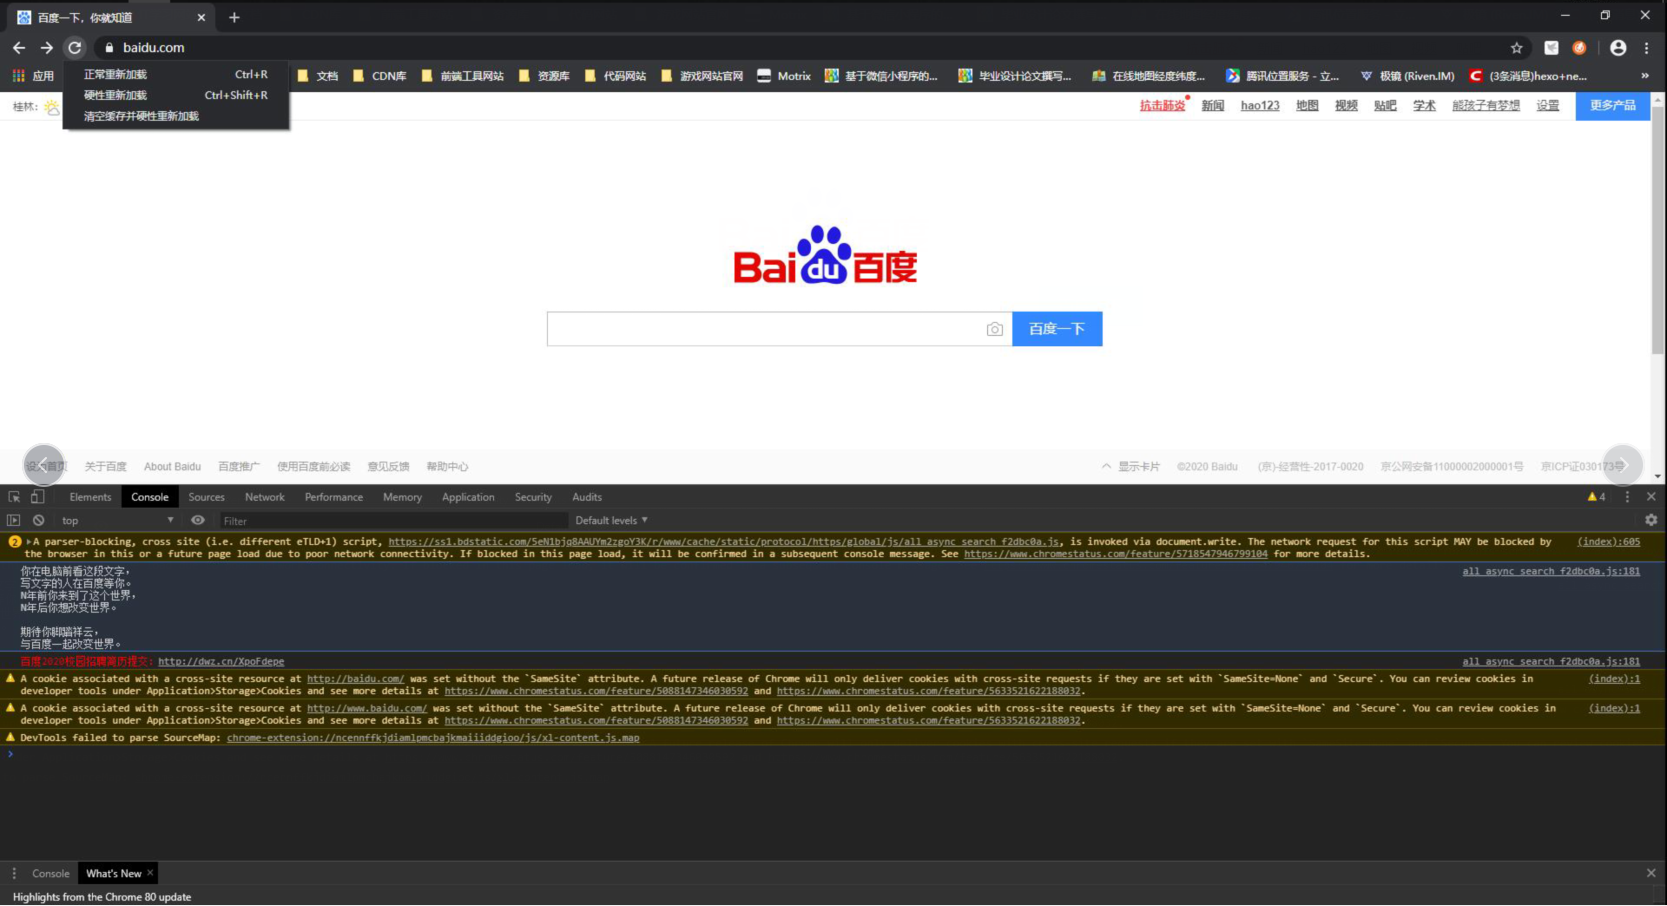 百度一下，你就知道
baidu.com
应用
文档
CDN库
前端工具网站
资源库
代码网站
游戏网站官网
Motrix
基于微信小程序的...
毕业设计论文撰写...
在线地图经度纬度...
腾讯位置服务 - 立...
极镜 (Riven.IM)
(3条消息)hexo+ne...
»
正常重新加载 Ctrl+R
硬性重新加载 Ctrl+Shift+R
清空缓存并硬性重新加载
桂林:
抗击肺炎 新闻 hao123 地图 视频 贴吧 学术 熊孩子有梦想 设置 更多产品
Bai du 百度
百度一下
关于百度 About Baidu 百度推广 使用百度前必读 意见反馈 帮助中心 显示卡片 ©2020 Baidu (京)-经营性-2017-0020 京公网安备11000002000001号 京ICP证030173号
Elements Console Sources Network Performance Memory Application Security Audits 4
top Filter Default levels ▼
2 A parser-blocking, cross site (i.e. different eTLD+1) script, https://ss1.bdstatic.com/5eN1bjq8AAUYm2zgoY3K/r/www/cache/static/protocol/https/global/js/all_async_search_f2dbc0a.js, is invoked via document.write. The network request for this script MAY be blocked by (index):605
the browser in this or a future page load due to poor network connectivity. If blocked in this page load, it will be confirmed in a subsequent console message. See https://www.chromestatus.com/feature/5718547946799104 for more details.
你在电脑前看这段文字， all_async_search_f2dbc0a.js:181
写文字的人在百度等你。
N年前你来到了这个世界，
N年后你想改变世界。
期待你脚踏祥云，
与百度一起改变世界。
百度2020校园招聘简历提交：http://dwz.cn/XpoFdepe all_async_search_f2dbc0a.js:181
A cookie associated with a cross-site resource at http://baidu.com/ was set without the `SameSite` attribute. A future release of Chrome will only deliver cookies with cross-site requests if they are set with `SameSite=None` and `Secure`. You can review cookies in (index):1
developer tools under Application>Storage>Cookies and see more details at https://www.chromestatus.com/feature/5088147346030592 and https://www.chromestatus.com/feature/5633521622188032.
A cookie associated with a cross-site resource at http://www.baidu.com/ was set without the `SameSite` attribute. A future release of Chrome will only deliver cookies with cross-site requests if they are set with `SameSite=None` and `Secure`. You can review cookies in (index):1
developer tools under Application>Storage>Cookies and see more details at https://www.chromestatus.com/feature/5088147346030592 and https://www.chromestatus.com/feature/5633521622188032.
DevTools failed to parse SourceMap: chrome-extension://ncennffkjdiamlpmcbajkmaiiiddgioo/js/xl-content.js.map
Console What's New
Highlights from the Chrome 80 update